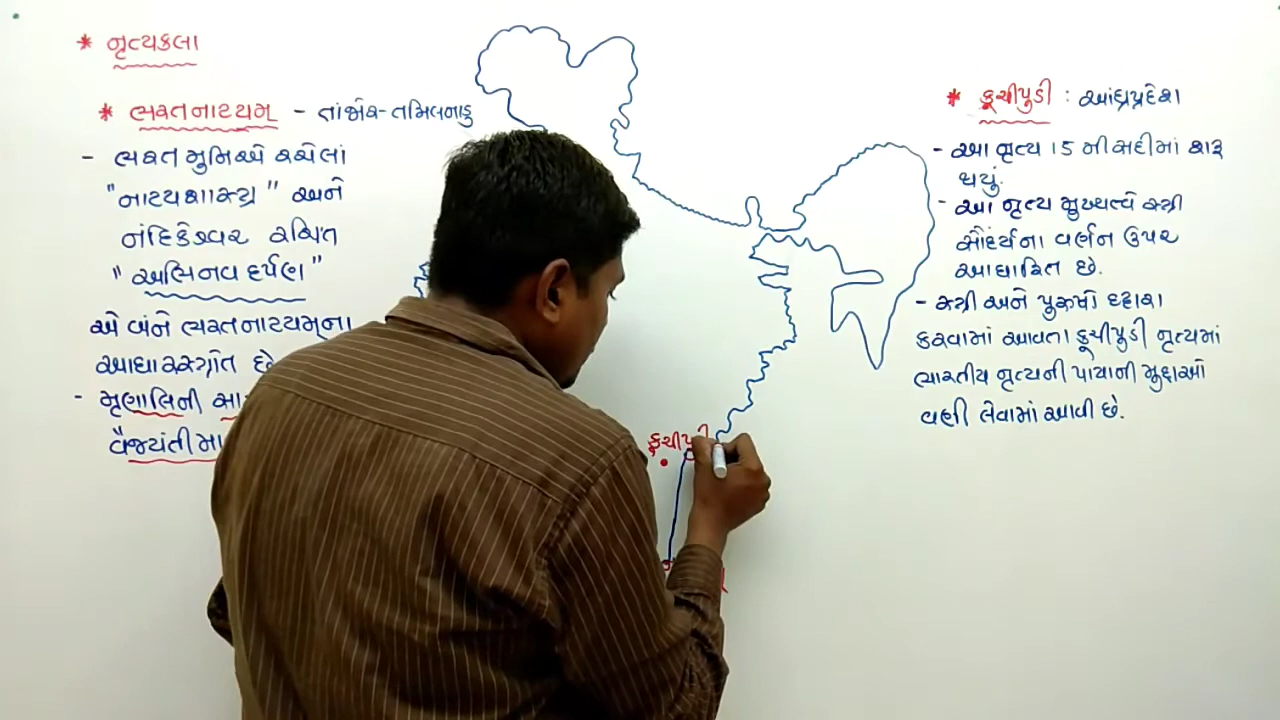 * નૃત્યકલા
* ભરતનાટ્યમ્ - તાંજોર-તમિલનાડુ
- ભરત મુનિએ રચેલાં
"નાટ્યશાસ્ત્ર" અને
નંદિકેશ્વર રચિત
"અભિનવ દર્પણ"
એ બંને ભરતનાટ્યમ્ ના
આધારસ્ત્રોત છે
- મૃણાલિની
વૈજયંતીમા
કૂચીપુડી
* કૂચીપુડી : આંધ્રપ્રદેશ
- આ નૃત્ય 15 મી સદીમાં શરૂ
થયું.
- આ નૃત્ય મુખ્યત્વે સ્ત્રી
સૌંદર્યના વર્ણન ઉપર
આધારિત છે.
- સ્ત્રી અને પુરુષો દ્વારા
કરવામાં આવતા કૂચીપુડી નૃત્યમાં
ભારતીય નૃત્યની પાયાની મુદ્રાઓ
વણી લેવામાં આવી છે.